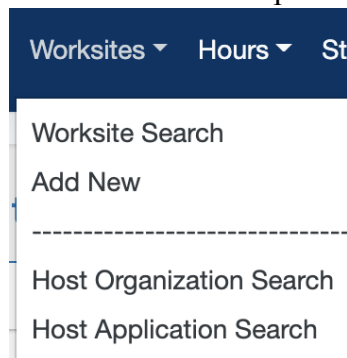 Worksites Hours St
Worksite Search
Add New
--------------------------------
Host Organization Search
Host Application Search